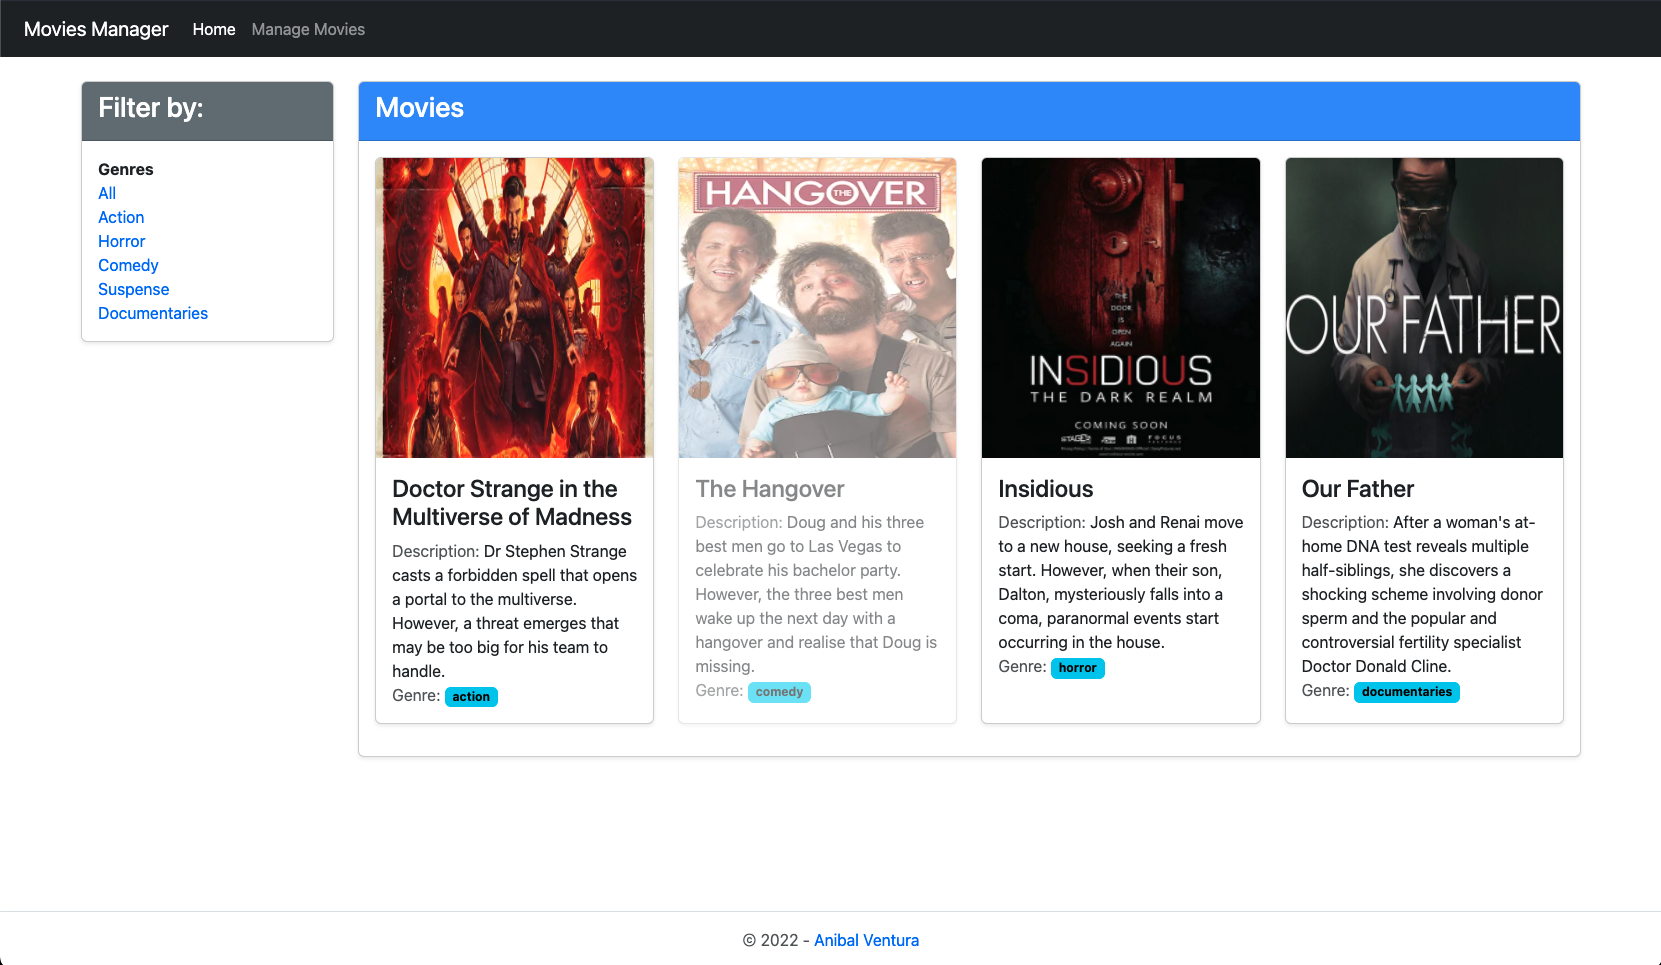 Movies Manager Home Manage Movies
Filter by:
Genres
All
Action
Horror
Comedy
Suspense
Documentaries
Movies
HANGOVER
THE
THE
DOOR
IS
OPEN
AGAIN
INSIDIOUS
THE DARK REALM
COMING SOON
FOCUS
OUR FATHER
Doctor Strange in the
Multiverse of Madness
Description: Dr Stephen Strange
casts a forbidden spell that opens
a portal to the multiverse.
However, a threat emerges that
may be too big for his team to
handle.
Genre: action
The Hangover
Description: Doug and his three
best men go to Las Vegas to
celebrate his bachelor party.
However, the three best men
wake up the next day with a
hangover and realise that Doug is
missing.
Genre: comedy
Insidious
Description: Josh and Renai move
to a new house, seeking a fresh
start. However, when their son,
Dalton, mysteriously falls into a
coma, paranormal events start
occurring in the house.
Genre: horror
Our Father
Description: After a woman's at-
home DNA test reveals multiple
half-siblings, she discovers a
shocking scheme involving donor
sperm and the popular and
controversial fertility specialist
Doctor Donald Cline.
Genre: documentaries
© 2022 - Anibal Ventura